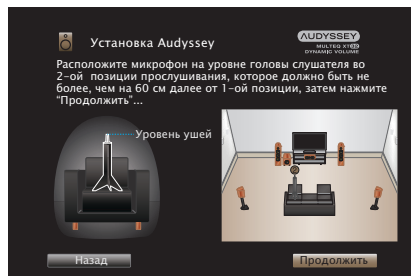 Установка Audyssey
AUDYSSEY
MULTEQ XT32
DYNAMIC VOLUME
Расположите микрофон на уровне головы слушателя во
2-ой позиции прослушивания, которое должно быть не
более, чем на 60 см далее от 1-ой позиции, затем нажмите
"Продолжить"...
Уровень ушей
Назад
Продолжить